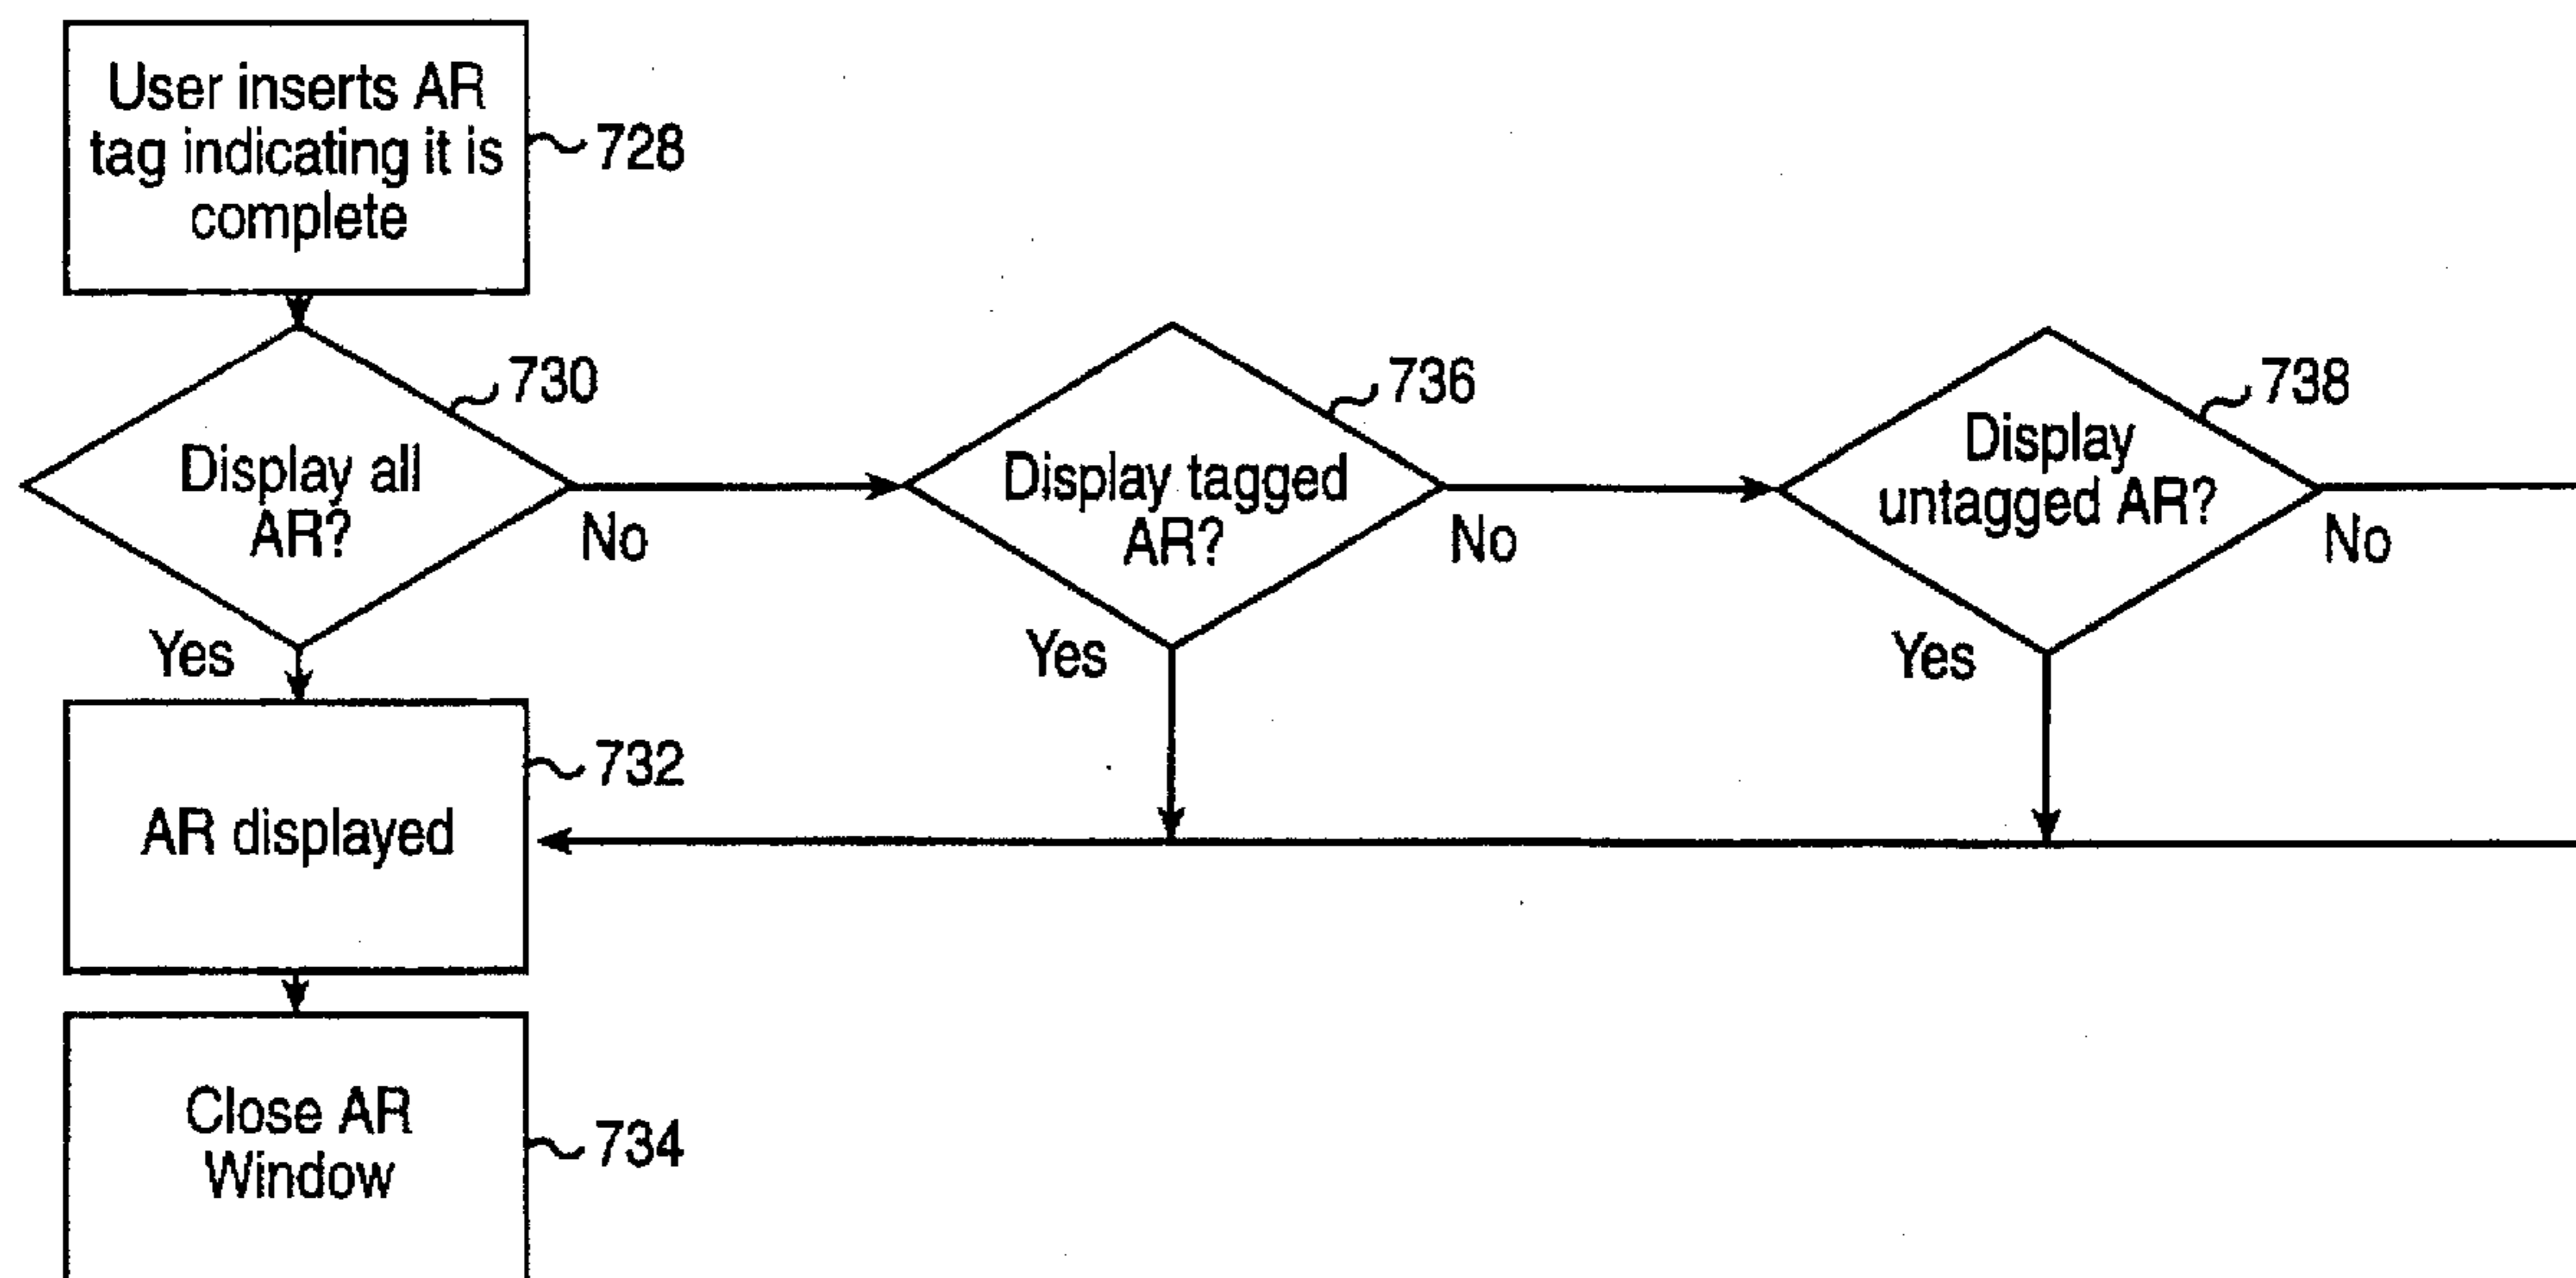 User inserts AR
tag indicating it is
complete
728
730
Display all
AR?
No
Yes
736
Display tagged
AR?
No
Yes
738
Display
untagged AR?
No
Yes
732
AR displayed
Close AR
Window
734